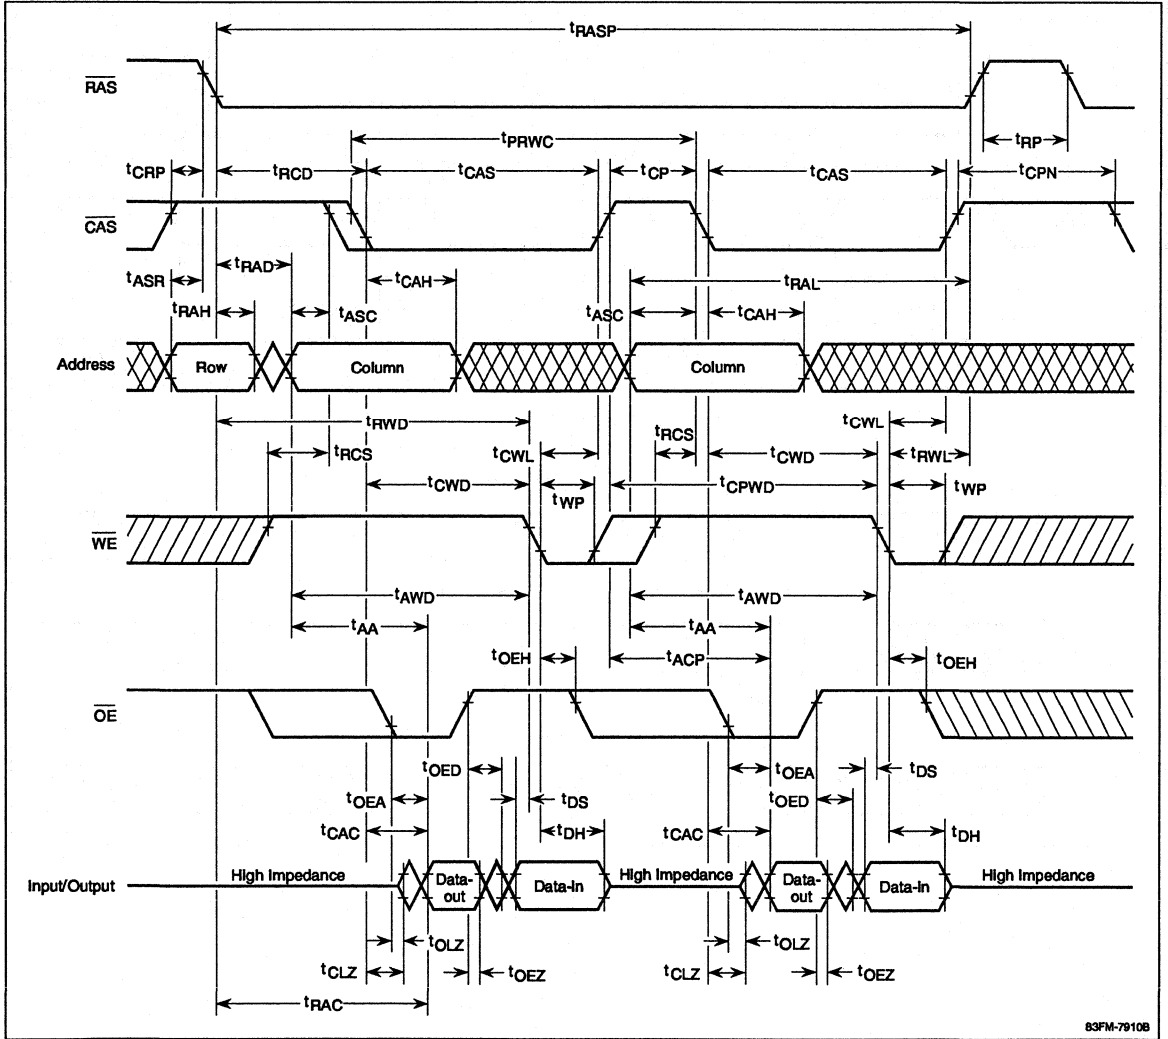 tRASP
RAS
tPRWC
tRP
tCRP
tRCD
tCAS
tCP
tCAS
tCPN
CAS
tASR
tRAD
tCAH
tRAL
tRAH
tASC
tASC
tCAH
Address
Row
Column
Column
tRWD
tCWL
tRCS
tCWL
tRCS
tCWD
tRWL
tCWD
tWP
tCPWD
tWP
WE
tAWD
tAWD
tAA
tAA
tOEH
tACP
tOEH
OE
tOED
tOEA
tDS
tOEA
tDS
tOED
tCAC
tDH
tCAC
tDH
Input/Output
High Impedance
Data-
out
Data-In
High Impedance
Data-
out
Data-In
High Impedance
tOLZ
tOLZ
tCLZ
tOEZ
tCLZ
tOEZ
tRAC
83FM-7910B